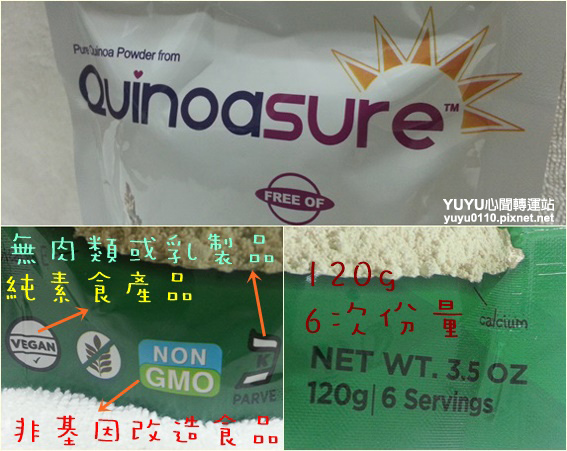 Pure Quinoa Powder from
Quinoasure™
FREE OF
YUYU心聞轉運站
yuyu0110.pixnet.net
無肉類或乳製品
純素食產品
VEGAN
NON
GMO
K
PARVE
非基因改造食品
120g
6次份量
calcium
NET WT. 3.5 OZ
120g|6 Servings